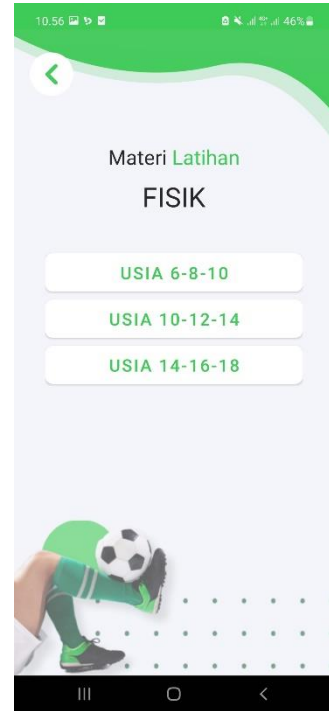 10.56
46%
Materi Latihan
FISIK
USIA 6-8-10
USIA 10-12-14
USIA 14-16-18